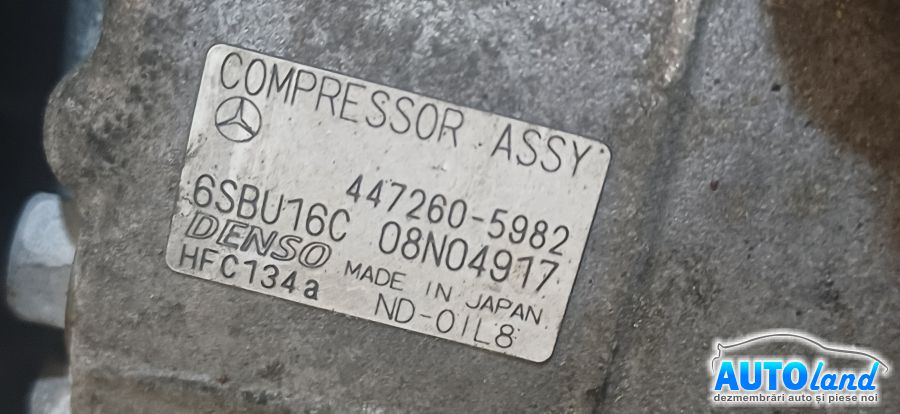 COMPRESSOR ASSY
447260-5982
6SBU16C 08N04917
DENSO MADE IN JAPAN
HFC134a ND-OIL8
AUTOland
dezmembrări auto și piese noi